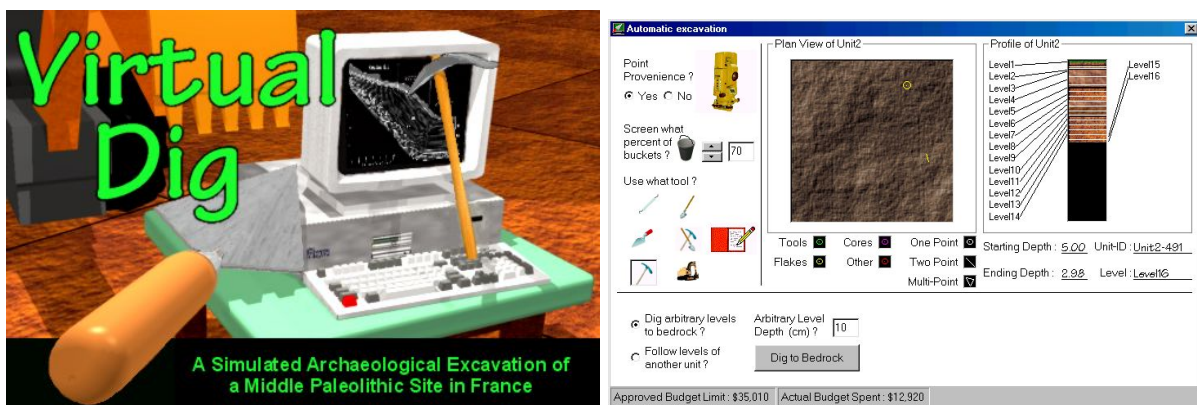 Virtual
Dig
A Simulated Archaeological Excavation of
a Middle Paleolithic Site in France
Automatic excavation
Point
Provenience ?
Yes No
Screen what
percent of
buckets ?
70
Use what tool ?
Plan View of Unit2
Tools Cores One Point
Flakes Other Two Point
Multi-Point
Profile of Unit2
Level1
Level2
Level3
Level4
Level5
Level6
Level7
Level8
Level9
Level10
Level11
Level12
Level13
Level14
Level15
Level16
Starting Depth : 5.00 Unit-ID : Unit2-491
Ending Depth : 2.98 Level : Level16
Dig arbitrary levels
to bedrock ?
Arbitrary Level
Depth (cm) ? 10
Follow levels of
another unit ?
Dig to Bedrock
Approved Budget Limit : $35,010 Actual Budget Spent : $12,920